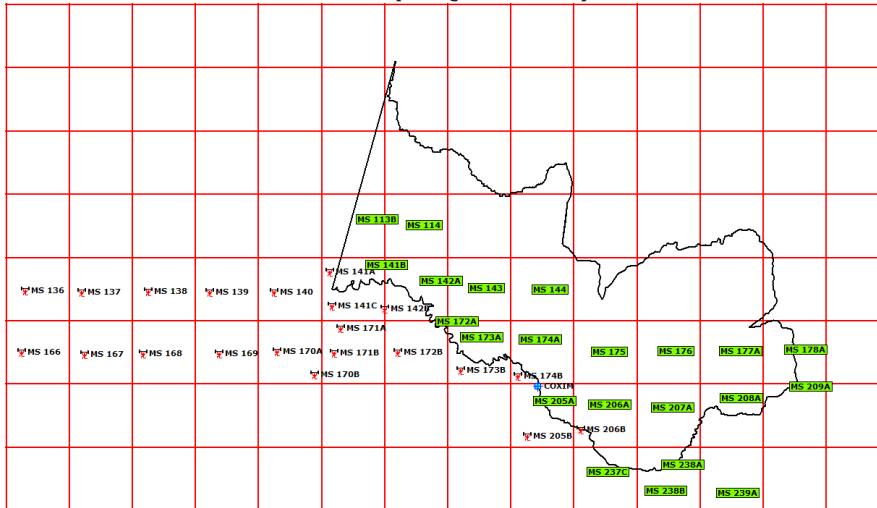 MS 113B
MS 114
MS 141B
MS 141A
MS 142A
MS 136
MS 137
MS 138
MS 139
MS 140
MS 143
MS 144
MS 141C
MS 142B
MS 172A
MS 171A
MS 173A
MS 174A
MS 166
MS 167
MS 168
MS 169
MS 170A
MS 171B
MS 172B
MS 175
MS 176
MS 177A
MS 178A
MS 170B
MS 173B
MS 174B
COXIM
MS 209A
MS 205A
MS 206A
MS 207A
MS 208A
MS 205B
MS 206B
MS 237C
MS 238A
MS 238B
MS 239A